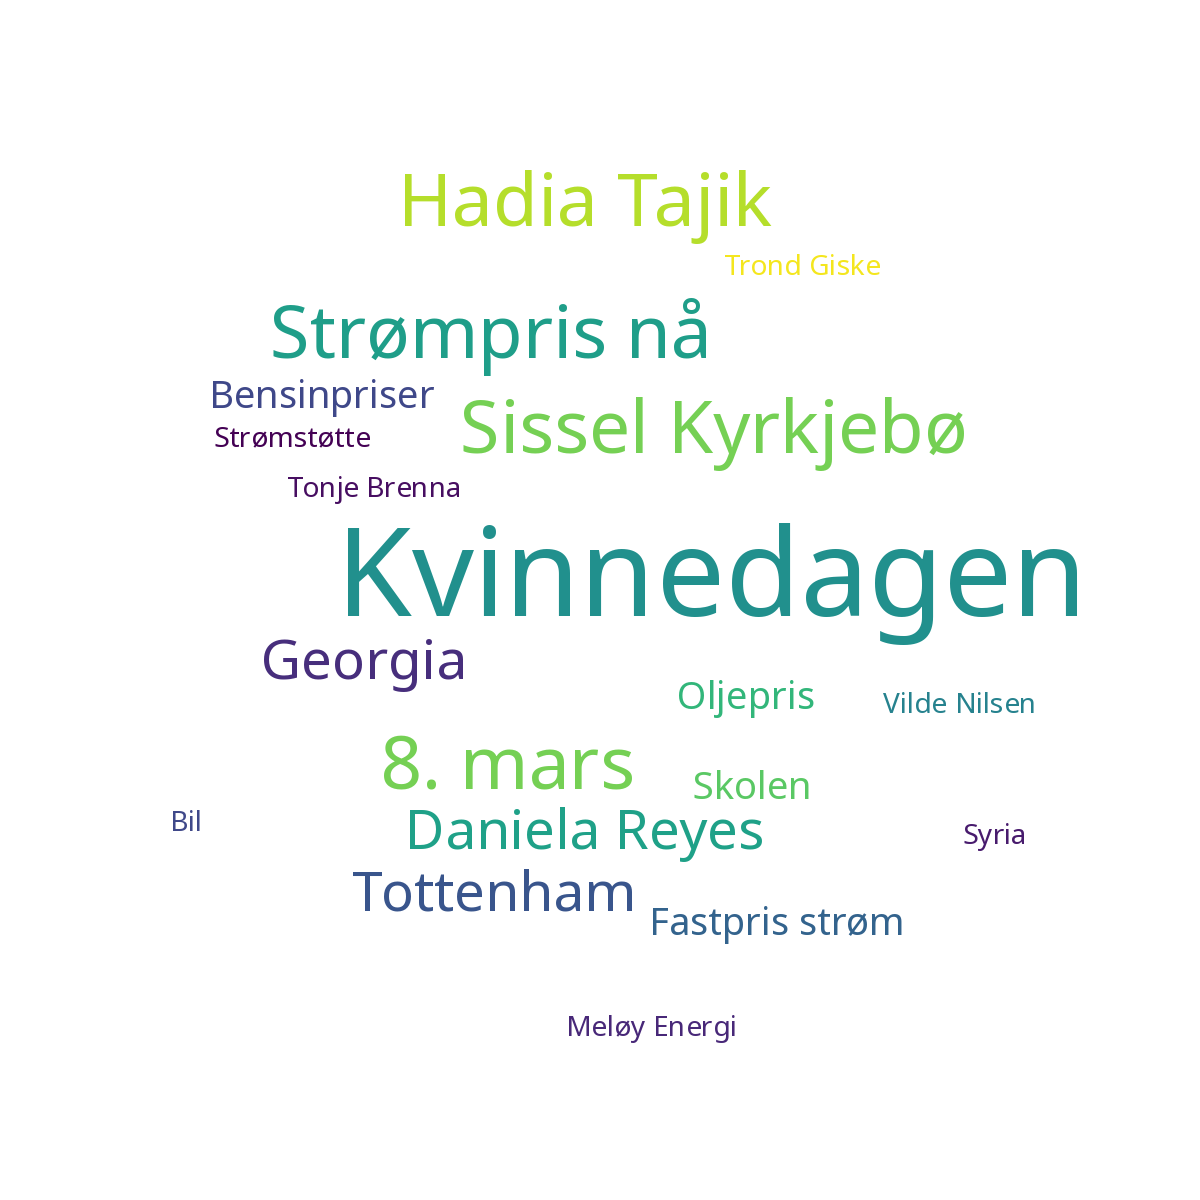 Hadia Tajik
Trond Giske
Strømpris nå
Bensinpriser
Sissel Kyrkjebø
Strømstøtte
Tonje Brenna
Kvinnedagen
Georgia
Oljepris
Vilde Nilsen
8. mars
Skolen
Bil
Daniela Reyes
Syria
Tottenham
Fastpris strøm
Meløy Energi